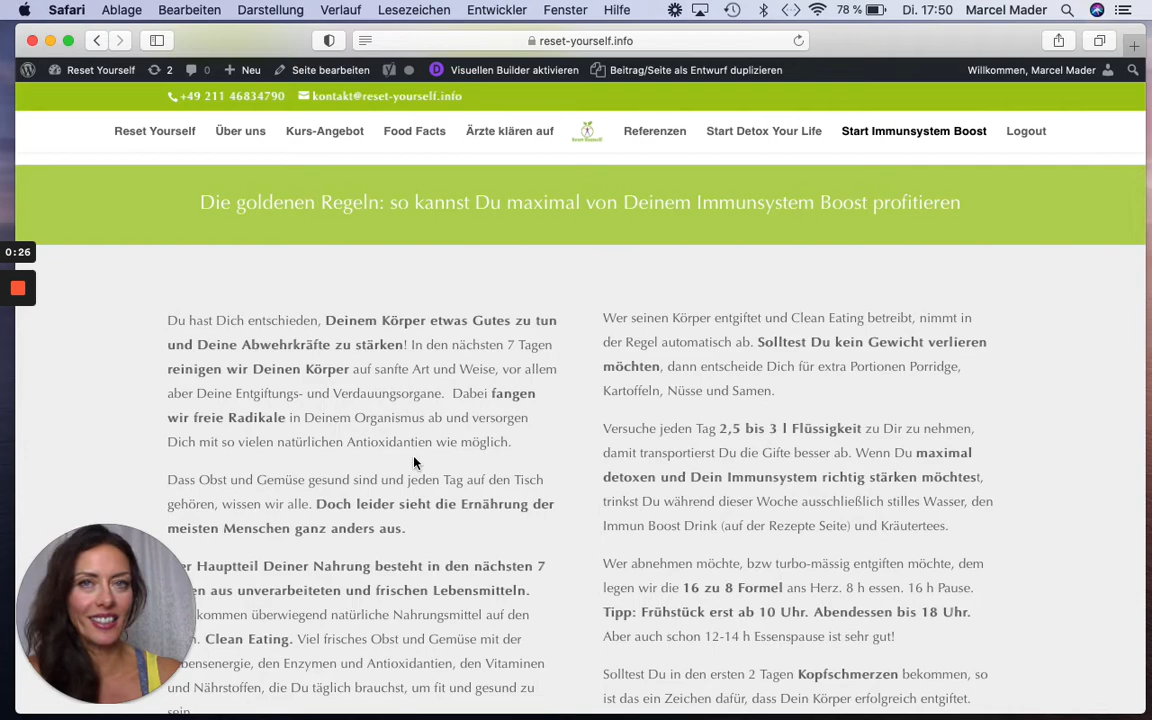 Safari Ablage Bearbeiten Darstellung Verlauf Lesezeichen Entwickler Fenster Hilfe 78 % Di. 17:50 Marcel Mader
reset-yourself.info
Reset Yourself 2 0 Neu Seite bearbeiten Visuellen Builder aktivieren Beitrag/Seite als Entwurf duplizieren Willkommen, Marcel Mader
+49 211 46834790 kontakt@reset-yourself.info
Reset Yourself Über uns Kurs-Angebot Food Facts Ärzte klären auf Reset Yourself Referenzen Start Detox Your Life Start Immunsystem Boost Logout
Die goldenen Regeln: so kannst Du maximal von Deinem Immunsystem Boost profitieren
0:26
Du hast Dich entschieden, Deinem Körper etwas Gutes zu tun
und Deine Abwehrkräfte zu stärken! In den nächsten 7 Tagen
reinigen wir Deinen Körper auf sanfte Art und Weise, vor allem
aber Deine Entgiftungs- und Verdauungsorgane. Dabei fangen
wir freie Radikale in Deinem Organismus ab und versorgen
Dich mit so vielen natürlichen Antioxidantien wie möglich.
Dass Obst und Gemüse gesund sind und jeden Tag auf den Tisch
gehören, wissen wir alle. Doch leider sieht die Ernährung der
meisten Menschen ganz anders aus.
er Hauptteil Deiner Nahrung besteht in den nächsten 7
en aus unverarbeiteten und frischen Lebensmitteln.
kommen überwiegend natürliche Nahrungsmittel auf den
Clean Eating. Viel frisches Obst und Gemüse mit der
bensenergie, den Enzymen und Antioxidantien, den Vitaminen
und Nährstoffen, die Du täglich brauchst, um fit und gesund zu
sein
Wer seinen Körper entgiftet und Clean Eating betreibt, nimmt in
der Regel automatisch ab. Solltest Du kein Gewicht verlieren
möchten, dann entscheide Dich für extra Portionen Porridge,
Kartoffeln, Nüsse und Samen.
Versuche jeden Tag 2,5 bis 3 l Flüssigkeit zu Dir zu nehmen,
damit transportierst Du die Gifte besser ab. Wenn Du maximal
detoxen und Dein Immunsystem richtig stärken möchtest,
trinkst Du während dieser Woche ausschließlich stilles Wasser, den
Immun Boost Drink (auf der Rezepte Seite) und Kräutertees.
Wer abnehmen möchte, bzw turbo-mässig entgiften möchte, dem
legen wir die 16 zu 8 Formel ans Herz. 8 h essen. 16 h Pause.
Tipp: Frühstück erst ab 10 Uhr. Abendessen bis 18 Uhr.
Aber auch schon 12-14 h Essenspause ist sehr gut!
Solltest Du in den ersten 2 Tagen Kopfschmerzen bekommen, so
ist das ein Zeichen dafür, dass Dein Körper erfolgreich entgiftet.